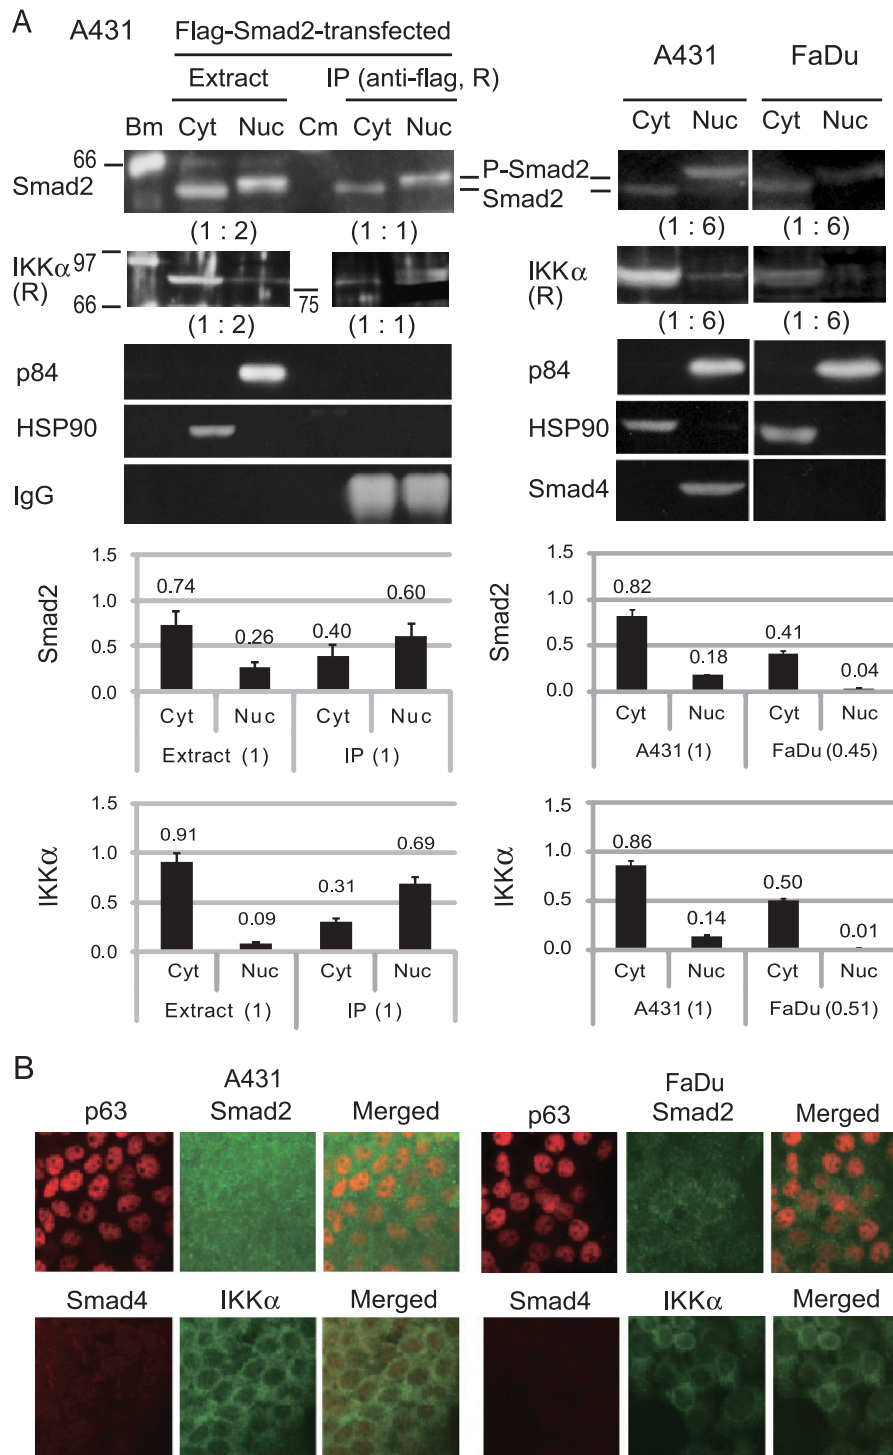 A
A431
Flag-Smad2-transfected
Extract
IP (anti-flag, R)
Bm Cyt Nuc Cm Cyt Nuc
66
Smad2
(1 : 2) (1 : 1)
IKKα
(R)
97
66
75
(1 : 2) (1 : 1)
p84
HSP90
IgG
A431 FaDu
Cyt Nuc Cyt Nuc
P-Smad2
Smad2
(1 : 6) (1 : 6)
IKKα
(R)
(1 : 6) (1 : 6)
p84
HSP90
Smad4
Smad2
1.5
1.0
0.5
0.0
0.74 0.26 0.40 0.60
Cyt Nuc Cyt Nuc
Extract (1) IP (1)
Smad2
1.5
1.0
0.5
0.0
0.82 0.18 0.41 0.04
Cyt Nuc Cyt Nuc
A431 (1) FaDu (0.45)
IKKα
1.5
1.0
0.5
0.0
0.91 0.09 0.31 0.69
Cyt Nuc Cyt Nuc
Extract (1) IP (1)
IKKα
1.5
1.0
0.5
0.0
0.86 0.14 0.50 0.01
Cyt Nuc Cyt Nuc
A431 (1) FaDu (0.51)
B
A431
p63 Smad2 Merged
FaDu
p63 Smad2 Merged
Smad4 IKKα Merged
Smad4 IKKα Merged